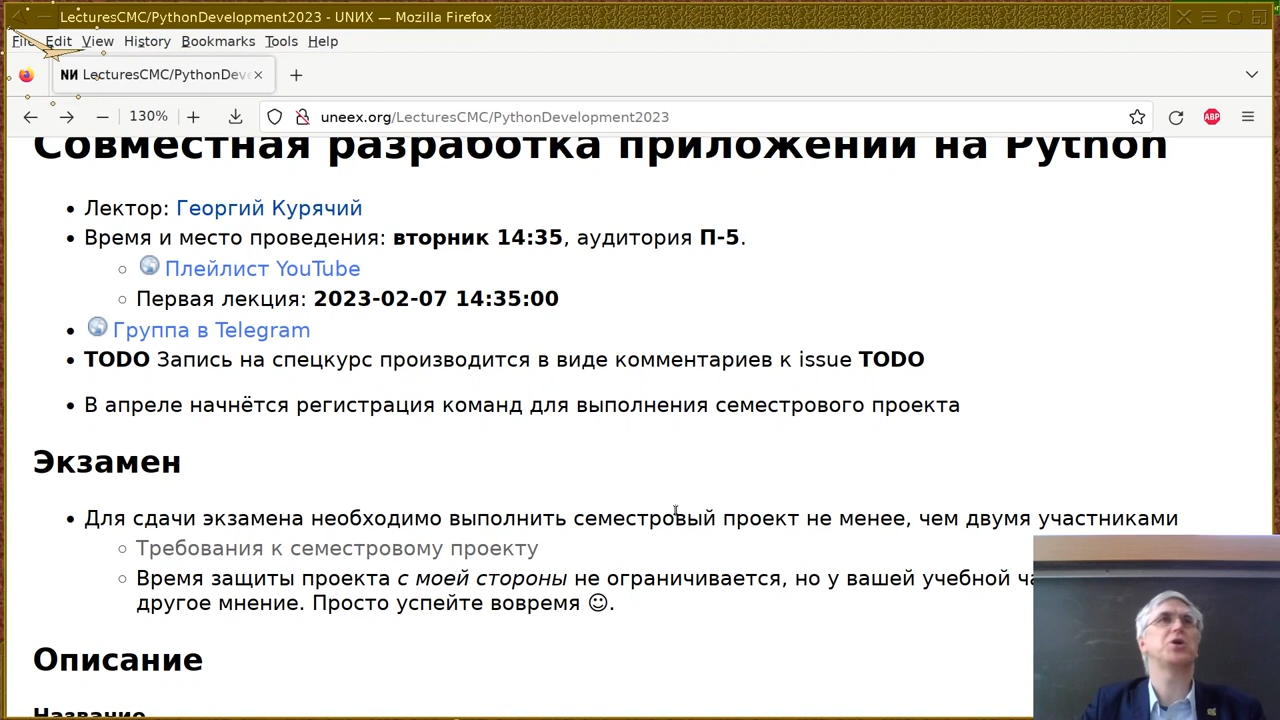 LecturesCMC/PythonDevelopment2023 - UNИX — Mozilla Firefox
File Edit View History Bookmarks Tools Help
NИ LecturesCMC/PythonDeve
130%
uneex.org/LecturesCMC/PythonDevelopment2023
ABP
Совместная разработка приложений на Python
Лектор: Георгий Курячий
Время и место проведения: вторник 14:35, аудитория П-5.
Плейлист YouTube
Первая лекция: 2023-02-07 14:35:00
Группа в Telegram
TODO Запись на спецкурс производится в виде комментариев к issue TODO
В апреле начнётся регистрация команд для выполнения семестрового проекта
Экзамен
Для сдачи экзамена необходимо выполнить семестровый проект не менее, чем двумя участниками
Требования к семестровому проекту
Время защиты проекта с моей стороны не ограничивается, но у вашей учебной ча
другое мнение. Просто успейте вовремя ☺.
Описание
Название